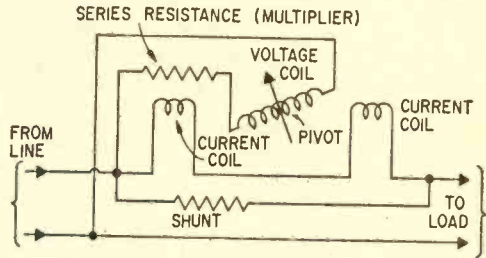 SERIES RESISTANCE (MULTIPLIER)
VOLTAGE
COIL
FROM
LINE
CURRENT
COIL
PIVOT
CURRENT
COIL
SHUNT
TO
LOAD